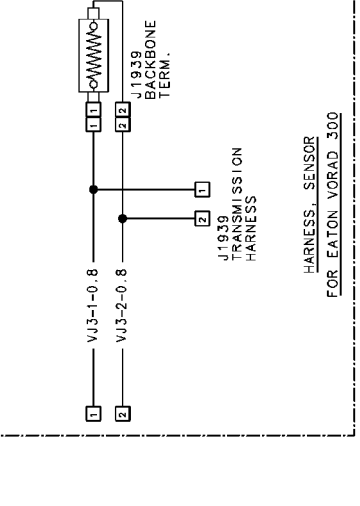 J1939
BACKBONE
TERM.
1
1
2
2
1
2
J1939
TRANSMISSION
HARNESS
VJ3-1-0.8
VJ3-2-0.8
1
2
HARNESS, SENSOR
FOR EATON VORAD 300